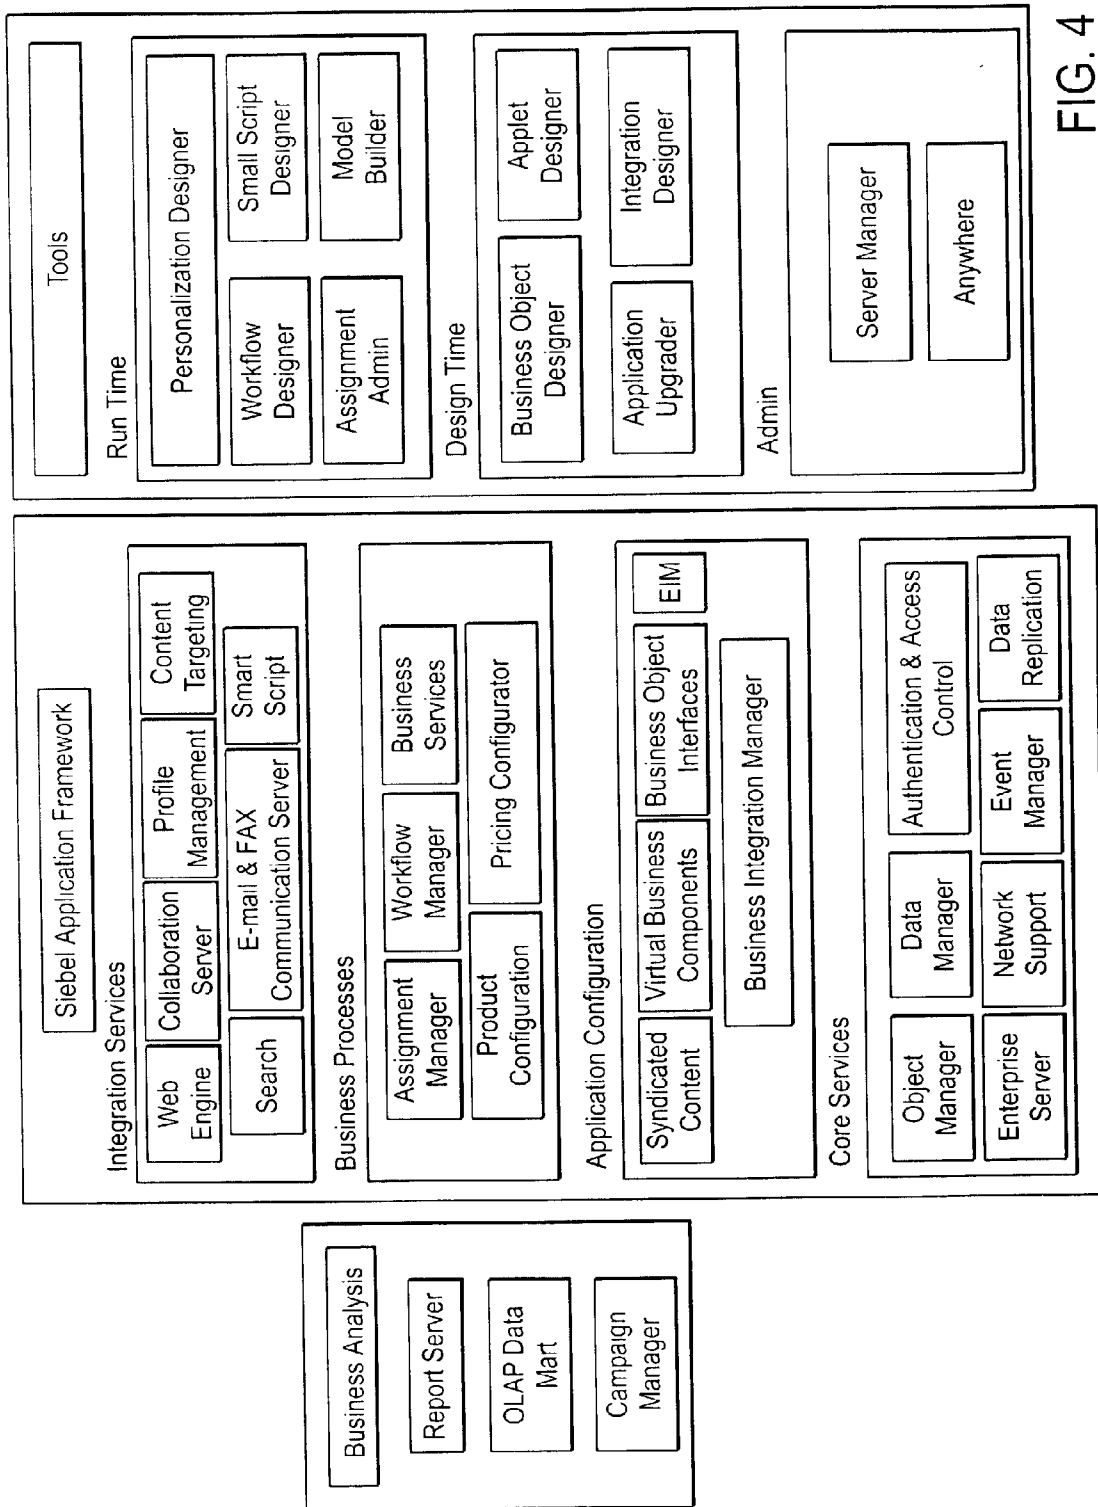 Business Analysis
Report Server
OLAP Data
Mart
Campaign
Manager
Siebel Application Framework
Integration Services
Web
Engine
Collaboration
Server
Profile
Management
Content
Targeting
Search
E-mail & FAX
Communication Server
Smart
Script
Business Processes
Assignment
Manager
Workflow
Manager
Business
Services
Product
Configuration
Pricing Configurator
Application Configuration
Syndicated
Content
Virtual Business
Components
Business Object
Interfaces
EIM
Business Integration Manager
Core Services
Object
Manager
Data
Manager
Authentication & Access
Control
Enterprise
Server
Network
Support
Event
Manager
Data
Replication
Tools
Run Time
Personalization Designer
Workflow
Designer
Small Script
Designer
Assignment
Admin
Model
Builder
Design Time
Business Object
Designer
Applet
Designer
Application
Upgrader
Integration
Designer
Admin
Server Manager
Anywhere
FIG. 4